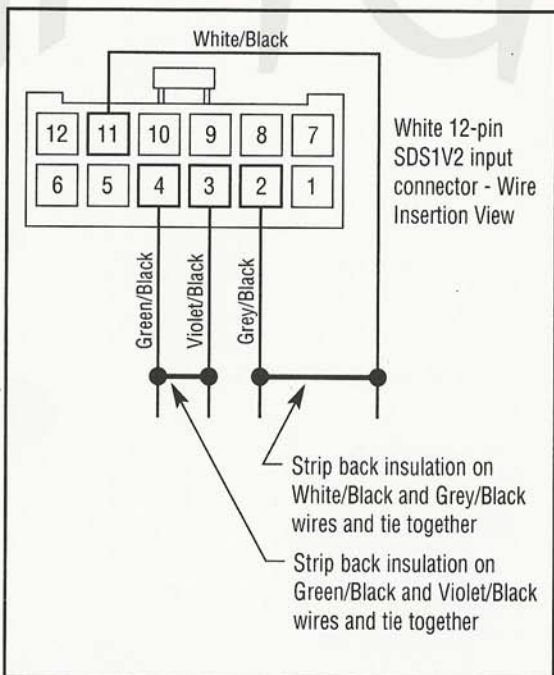 White/Black
12 11 10 9 8 7
6 5 4 3 2 1
White 12-pin
SDS1V2 input
connector - Wire
Insertion View
Green/Black
Violet/Black
Grey/Black
Strip back insulation on
White/Black and Grey/Black
wires and tie together
Strip back insulation on
Green/Black and Violet/Black
wires and tie together